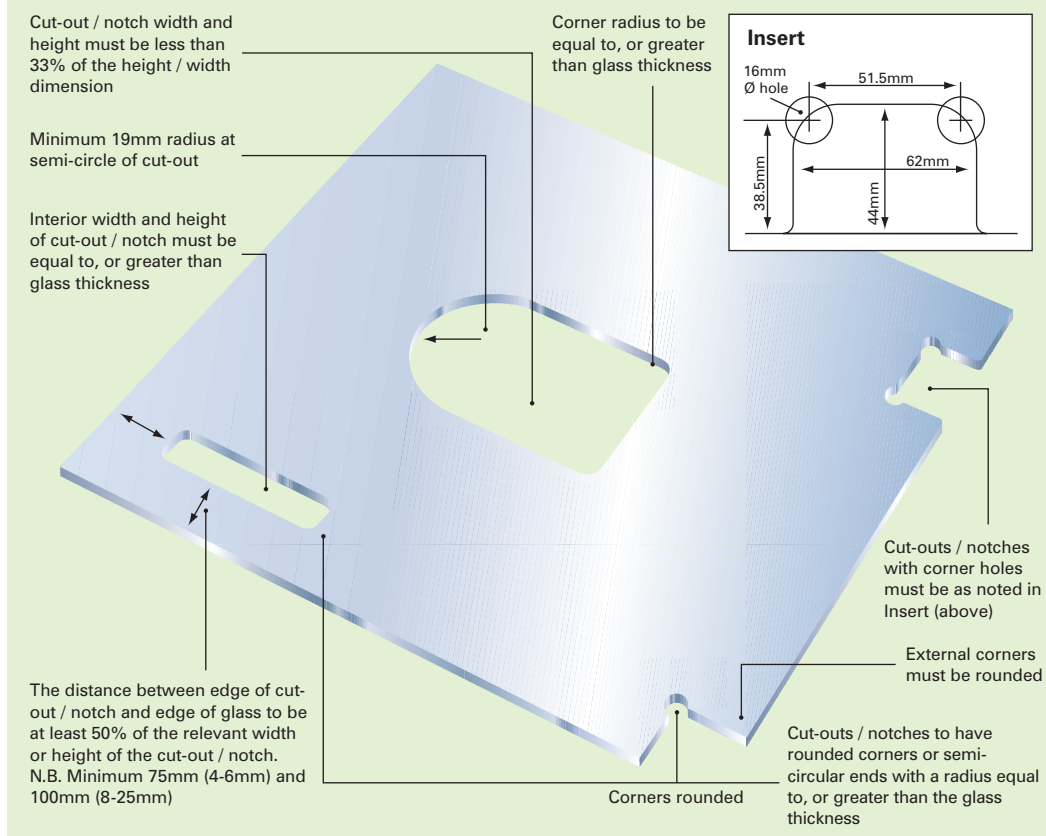 Cut-out / notch width and
height must be less than
33% of the height / width
dimension
Minimum 19mm radius at
semi-circle of cut-out
Interior width and height
of cut-out / notch must be
equal to, or greater than
glass thickness
Corner radius to be
equal to, or greater
than glass thickness
Insert
16mm
Ø hole
51.5mm
62mm
38.5mm
44mm
Cut-outs / notches
with corner holes
must be as noted in
Insert (above)
External corners
must be rounded
The distance between edge of cut-
out / notch and edge of glass to be
at least 50% of the relevant width
or height of the cut-out / notch.
N.B. Minimum 75mm (4-6mm) and
100mm (8-25mm)
Corners rounded
Cut-outs / notches to have
rounded corners or semi-
circular ends with a radius equal
to, or greater than the glass
thickness